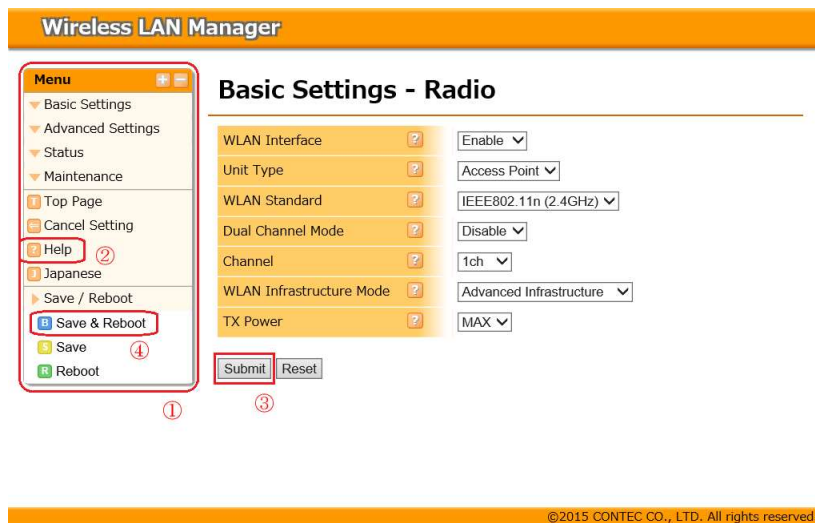 Wireless LAN Manager
Menu
Basic Settings
Advanced Settings
Status
Maintenance
T Top Page
Cancel Setting
? Help
②
J Japanese
Save / Reboot
B Save & Reboot
④
S Save
R Reboot
①
Basic Settings - Radio
WLAN Interface ? Enable
Unit Type ? Access Point
WLAN Standard ? IEEE802.11n (2.4GHz)
Dual Channel Mode ? Disable
Channel ? 1ch
WLAN Infrastructure Mode ? Advanced Infrastructure
TX Power ? MAX
Submit Reset
③
©2015 CONTEC CO., LTD. All rights reserved